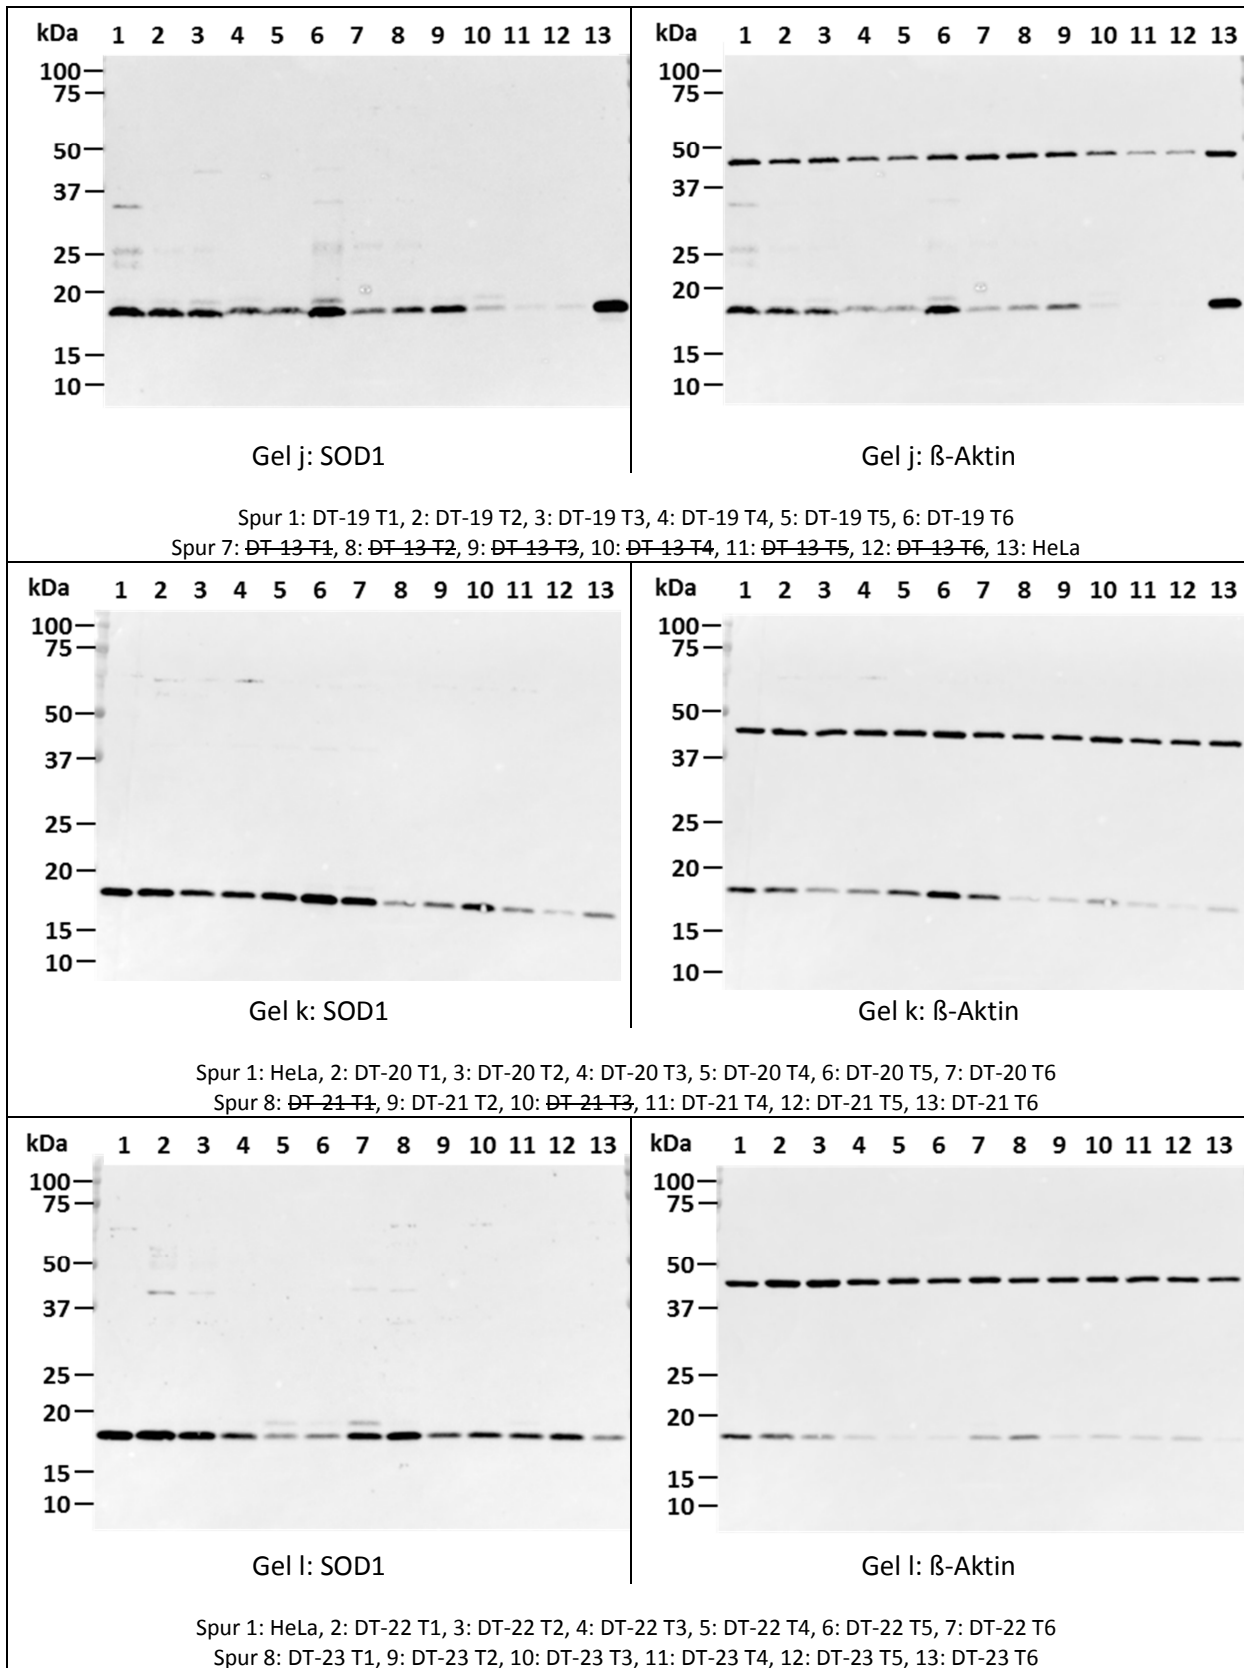 kDa 1 2 3 4 5 6 7 8 9 10 11 12 13
100
75
50
37
25
20
15
10
Gel j: SOD1
kDa 1 2 3 4 5 6 7 8 9 10 11 12 13
100
75
50
37
25
20
15
10
Gel j: ß-Aktin
Spur 1: DT-19 T1, 2: DT-19 T2, 3: DT-19 T3, 4: DT-19 T4, 5: DT-19 T5, 6: DT-19 T6
Spur 7: DT-13 T1, 8: DT-13 T2, 9: DT-13 T3, 10: DT-13 T4, 11: DT-13 T5, 12: DT-13 T6, 13: HeLa
kDa 1 2 3 4 5 6 7 8 9 10 11 12 13
100
75
50
37
25
20
15
10
Gel k: SOD1
kDa 1 2 3 4 5 6 7 8 9 10 11 12 13
100
75
50
37
25
20
15
10
Gel k: ß-Aktin
Spur 1: HeLa, 2: DT-20 T1, 3: DT-20 T2, 4: DT-20 T3, 5: DT-20 T4, 6: DT-20 T5, 7: DT-20 T6
Spur 8: DT-21 T1, 9: DT-21 T2, 10: DT-21 T3, 11: DT-21 T4, 12: DT-21 T5, 13: DT-21 T6
kDa 1 2 3 4 5 6 7 8 9 10 11 12 13
100
75
50
37
25
20
15
10
Gel l: SOD1
kDa 1 2 3 4 5 6 7 8 9 10 11 12 13
100
75
50
37
25
20
15
10
Gel l: ß-Aktin
Spur 1: HeLa, 2: DT-22 T1, 3: DT-22 T2, 4: DT-22 T3, 5: DT-22 T4, 6: DT-22 T5, 7: DT-22 T6
Spur 8: DT-23 T1, 9: DT-23 T2, 10: DT-23 T3, 11: DT-23 T4, 12: DT-23 T5, 13: DT-23 T6